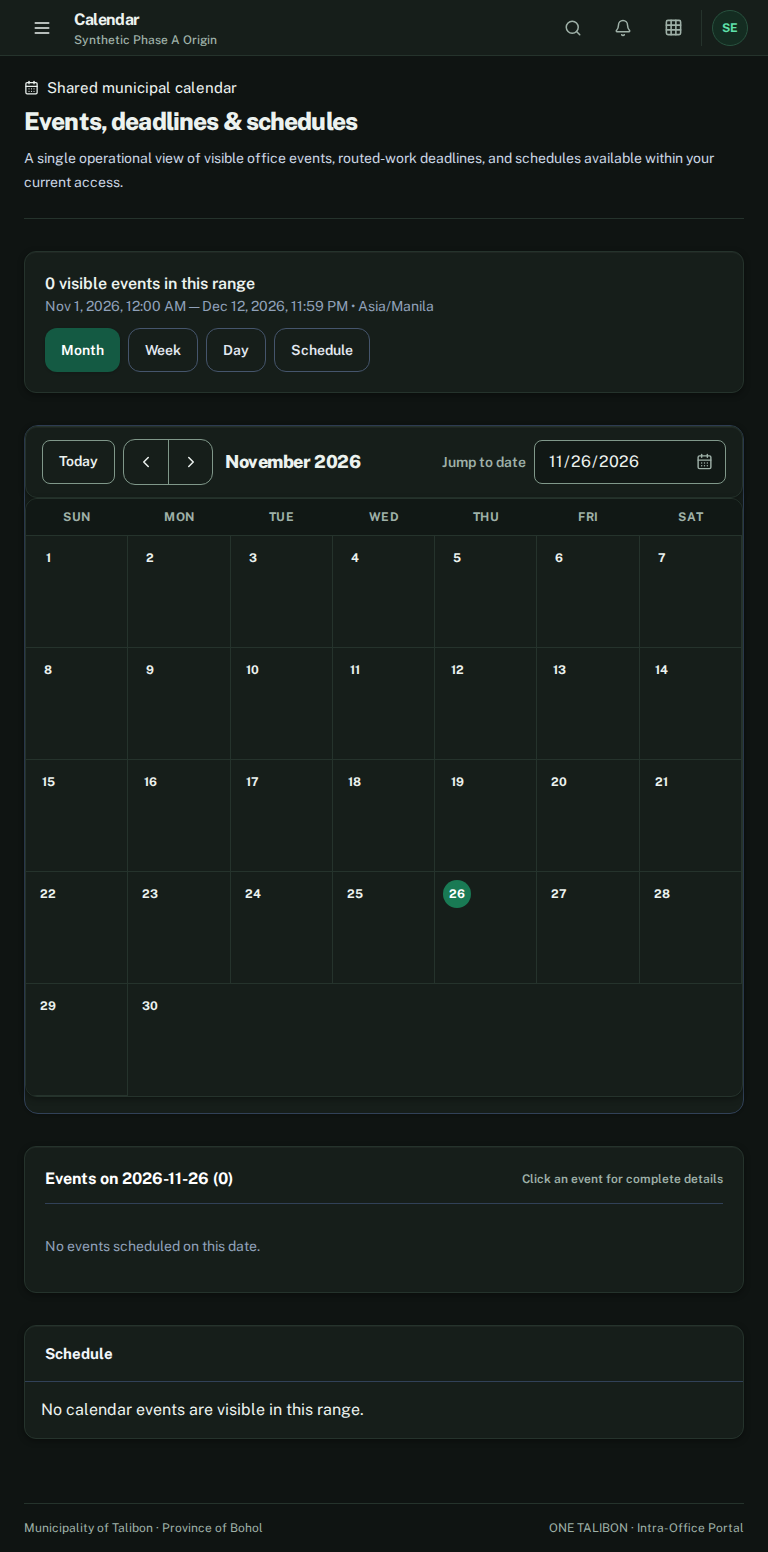 Calendar
Synthetic Phase A Origin
SE
Shared municipal calendar
Events, deadlines & schedules
A single operational view of visible office events, routed-work deadlines, and schedules available within your
current access.
0 visible events in this range
Nov 1, 2026, 12:00 AM — Dec 12, 2026, 11:59 PM • Asia/Manila
Month Week Day Schedule
Today November 2026 Jump to date 11/26/2026
SUN MON TUE WED THU FRI SAT
1 2 3 4 5 6 7
8 9 10 11 12 13 14
15 16 17 18 19 20 21
22 23 24 25 26 27 28
29 30
Events on 2026-11-26 (0) Click an event for complete details
No events scheduled on this date.
Schedule
No calendar events are visible in this range.
Municipality of Talibon · Province of Bohol ONE TALIBON · Intra-Office Portal